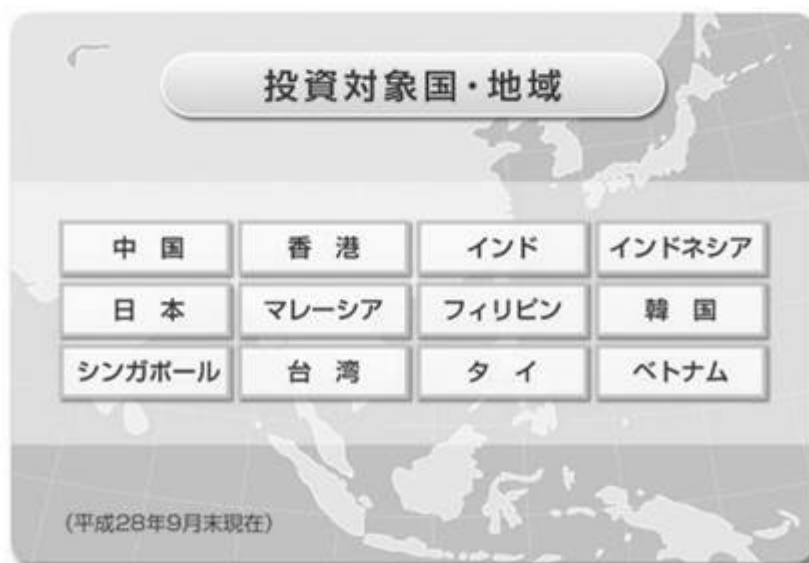 投資対象国・地域
中 国 香 港 インド インドネシア
日 本 マレーシア フィリピン 韓 国
シンガポール 台 湾 タ イ ベトナム
(平成28年9月末現在)